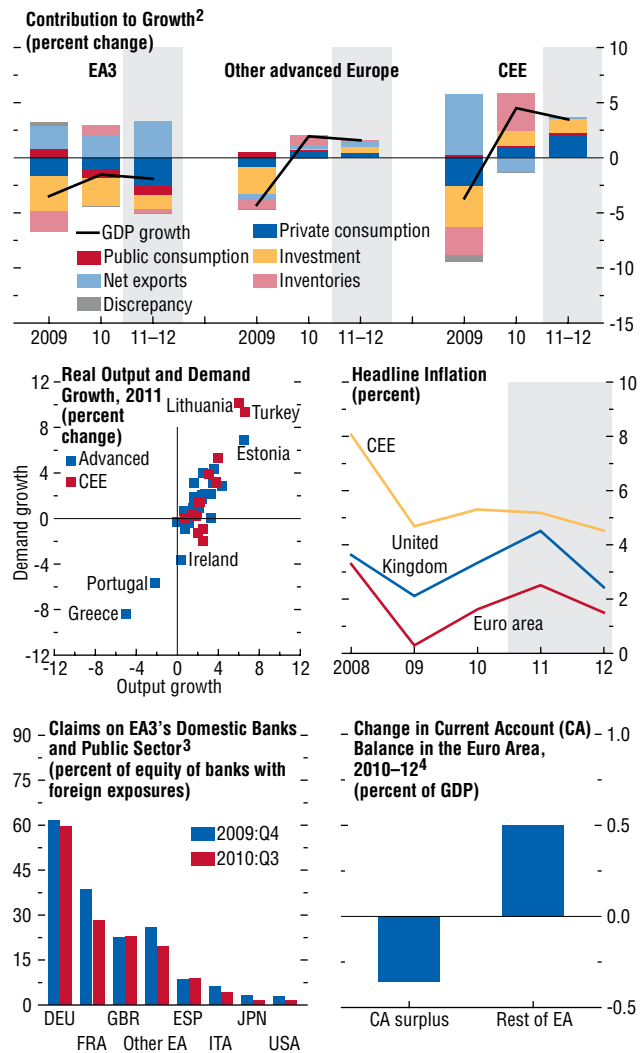 Contribution to Growth2
(percent change)
EA3
Other advanced Europe
CEE
10
5
0
-5
-10
-15
GDP growth
Private consumption
Public consumption
Investment
Net exports
Inventories
Discrepancy
2009 10 11–12
2009 10 11–12
2009 10 11–12
Real Output and Demand
Growth, 2011
(percent
change)
Advanced
CEE
Lithuania
Turkey
Estonia
Ireland
Portugal
Greece
Demand growth
12
8
4
0
-4
-8
-12
-12 -8 -4 0 4 8 12
Output growth
Headline Inflation
(percent)
CEE
United
Kingdom
Euro area
10
8
6
4
2
0
2008 09 10 11 12
Claims on EA3's Domestic Banks
and Public Sector3
(percent of equity of banks with
foreign exposures)
2009:Q4
2010:Q3
90
75
60
45
30
15
0
DEU GBR ESP JPN
FRA Other EA ITA USA
Change in Current Account (CA)
Balance in the Euro Area,
2010–124
(percent of GDP)
1.0
0.5
0.0
-0.5
CA surplus Rest of EA